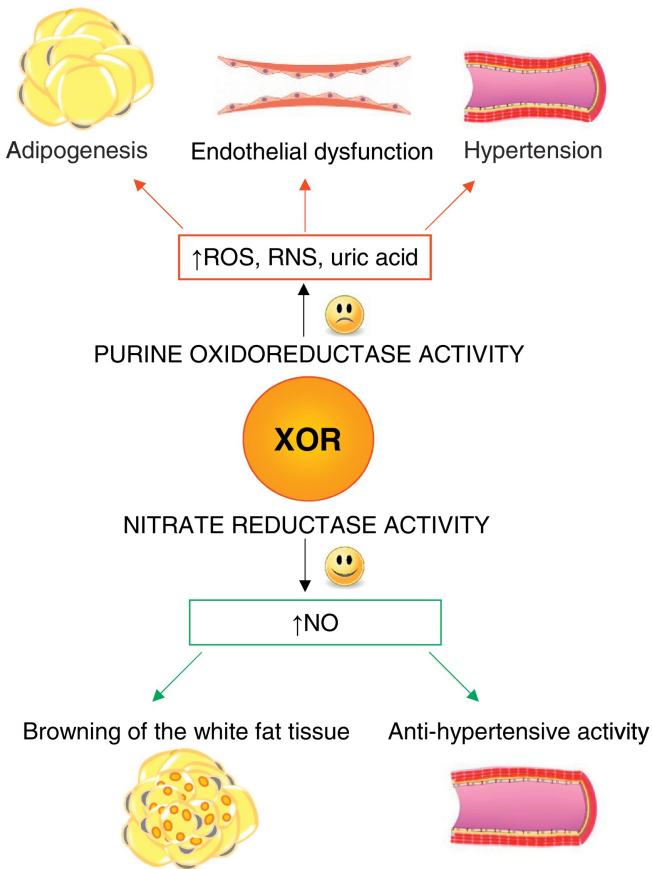 Adipogenesis
Endothelial dysfunction
Hypertension
↑ROS, RNS, uric acid
PURINE OXIDOREDUCTASE ACTIVITY
XOR
NITRATE REDUCTASE ACTIVITY
↑NO
Browning of the white fat tissue
Anti-hypertensive activity